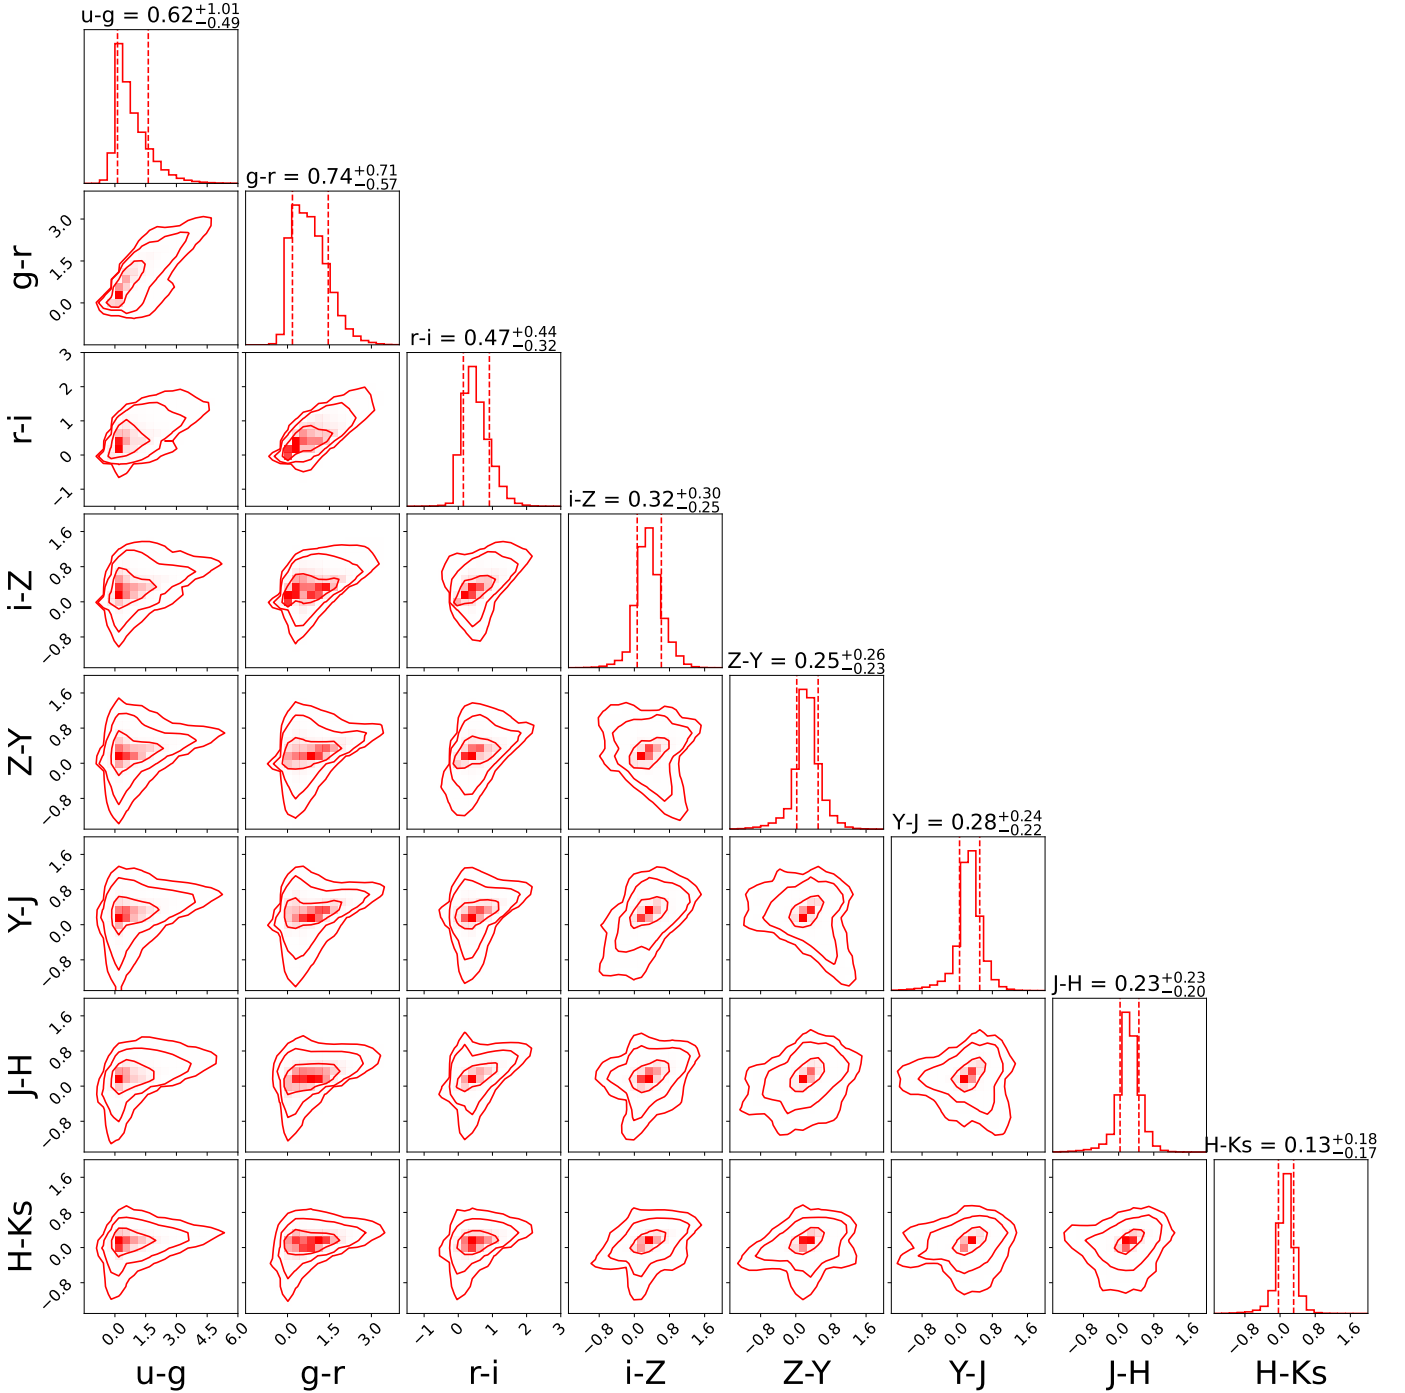 u-g = 0.62+1.01−0.49
g-r = 0.74+0.71−0.57
g-r
3.0
1.5
0.0
r-i = 0.47+0.44−0.32
r-i
3
2
1
0
−1
i-Z = 0.32+0.30−0.25
i-Z
1.6
0.8
0.0
−0.8
Z-Y = 0.25+0.26−0.23
Z-Y
1.6
0.8
0.0
−0.8
Y-J = 0.28+0.24−0.22
Y-J
1.6
0.8
0.0
−0.8
J-H = 0.23+0.23−0.20
J-H
1.6
0.8
0.0
−0.8
H-Ks = 0.13+0.18−0.17
H-Ks
1.6
0.8
0.0
−0.8
0.0 1.5 3.0 4.5 6.0 0.0 1.5 3.0 −1 0 1 2 3 −0.8 0.0 0.8 1.6 −0.8 0.0 0.8 1.6 −0.8 0.0 0.8 1.6 −0.8 0.0 0.8 1.6 −0.8 0.0 0.8 1.6
u-g g-r r-i i-Z Z-Y Y-J J-H H-Ks